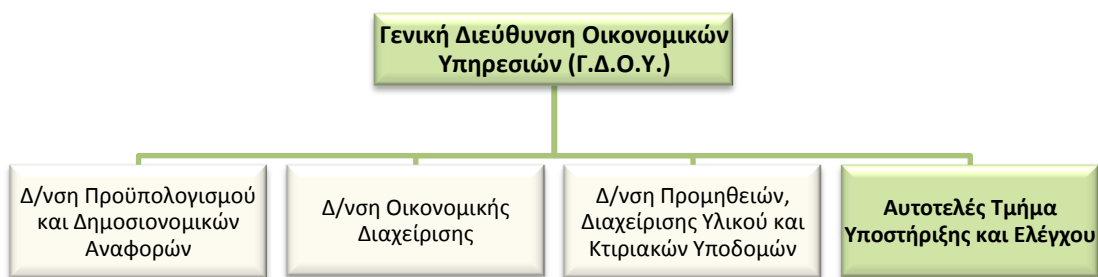 Γενική Διεύθυνση Οικονομικών
Υπηρεσιών (Γ.Δ.Ο.Υ.)
Δ/νση Προϋπολογισμού
και Δημοσιονομικών
Αναφορών
Δ/νση Οικονομικής
Διαχείρισης
Δ/νση Προμηθειών,
Διαχείρισης Υλικού και
Κτιριακών Υποδομών
Αυτοτελές Τμήμα
Υποστήριξης και Ελέγχου